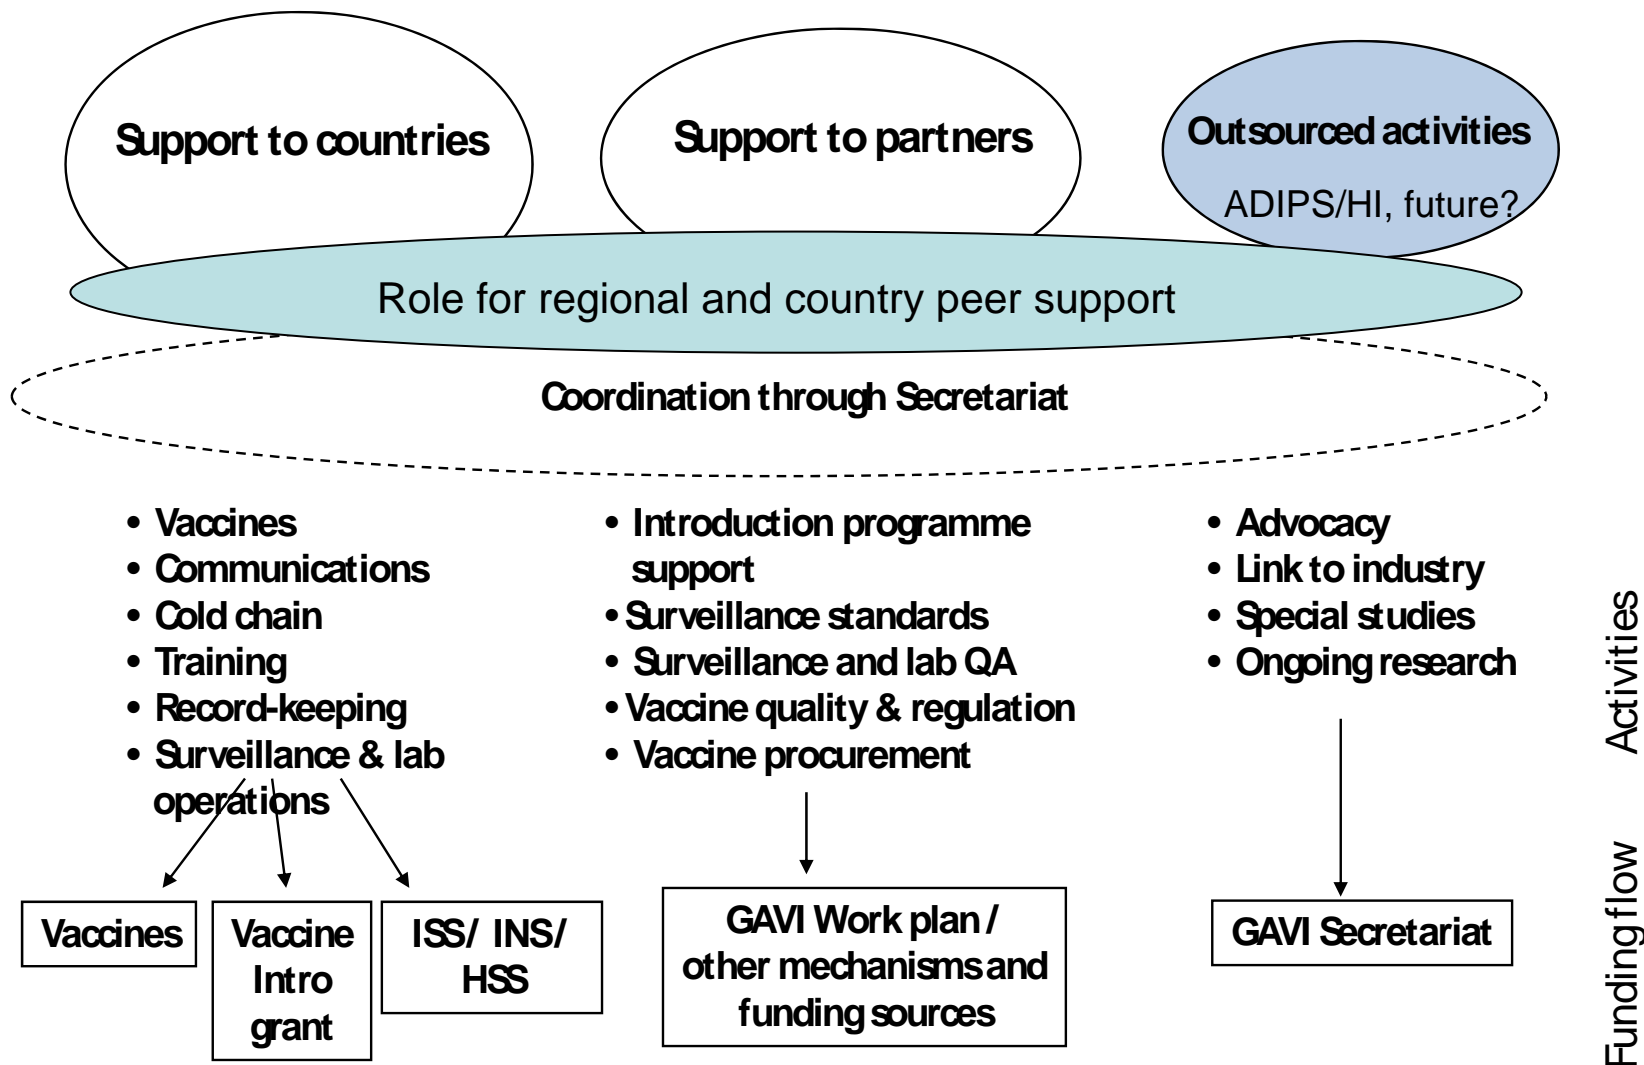 Support to countries
Support to partners
Outsourced activities
ADIPS/HI, future?
Role for regional and country peer support
Coordination through Secretariat
• Vaccines
• Communications
• Cold chain
• Training
• Record-keeping
• Surveillance & lab
operations
• Introduction programme
support
• Surveillance standards
• Surveillance and lab QA
• Vaccine quality & regulation
• Vaccine procurement
• Advocacy
• Link to industry
• Special studies
• Ongoing research
Activities
Vaccines
Vaccine
Intro
grant
ISS/ INS/
HSS
GAVI Work plan /
other mechanisms and
funding sources
GAVI Secretariat
Funding flow